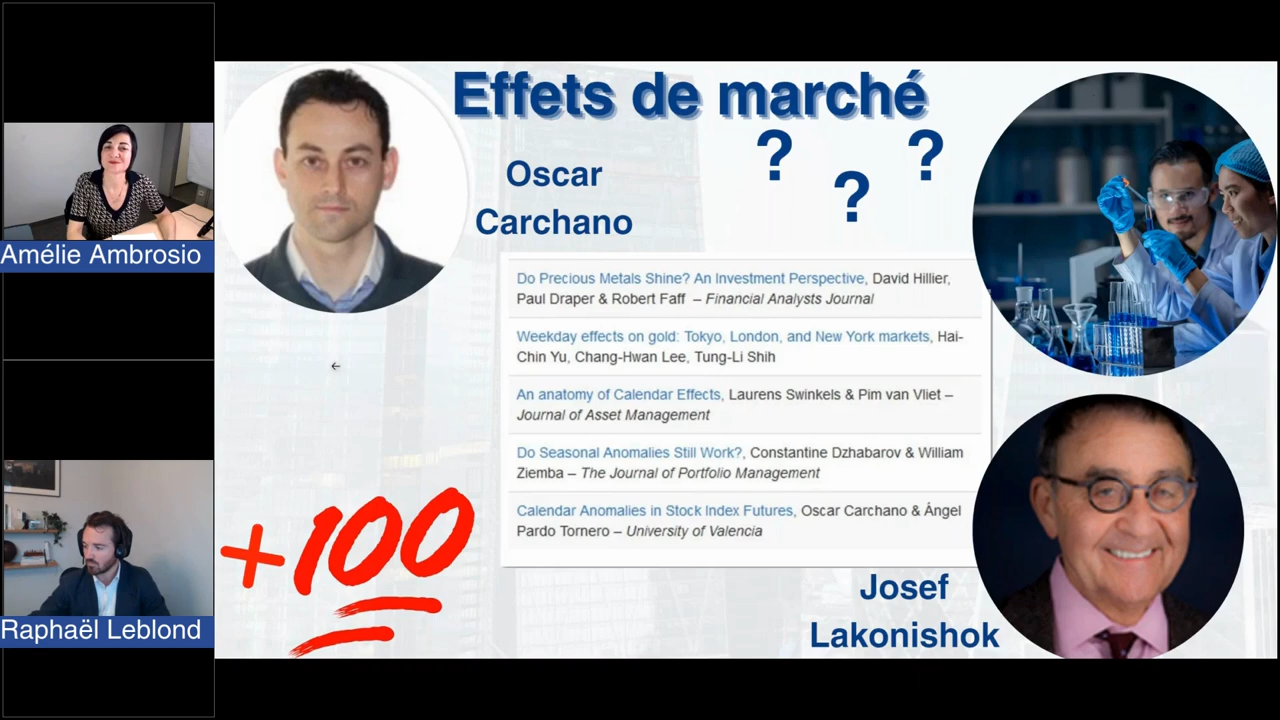 Effets de marché
? ? ?
Oscar
Carchano
Do Precious Metals Shine? An Investment Perspective, David Hillier,
Paul Draper & Robert Faff – Financial Analysts Journal
Weekday effects on gold: Tokyo, London, and New York markets, Hai-
Chin Yu, Chang-Hwan Lee, Tung-Li Shih
An anatomy of Calendar Effects, Laurens Swinkels & Pim van Vliet –
Journal of Asset Management
Do Seasonal Anomalies Still Work?, Constantine Dzhabarov & William
Ziemba – The Journal of Portfolio Management
Calendar Anomalies in Stock Index Futures, Oscar Carchano & Ángel
Pardo Tornero – University of Valencia
+100
Josef
Lakonishok
Amélie Ambrosio
Raphaël Leblond